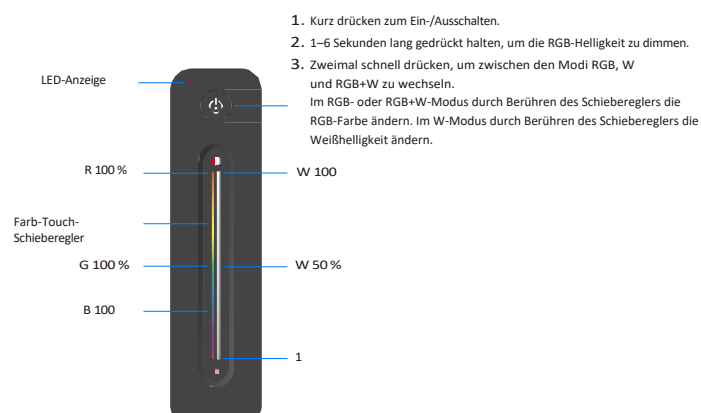 1. Kurz drücken zum Ein-/Ausschalten.
2. 1–6 Sekunden lang gedrückt halten, um die RGB-Helligkeit zu dimmen.
3. Zweimal schnell drücken, um zwischen den Modi RGB, W
und RGB+W zu wechseln.
Im RGB- oder RGB+W-Modus durch Berühren des Schiebereglers die
RGB-Farbe ändern. Im W-Modus durch Berühren des Schiebereglers die
Weißhelligkeit ändern.
LED-Anzeige
R 100 %
W 100
Farb-Touch-
Schieberegler
G 100 %
W 50 %
B 100
1